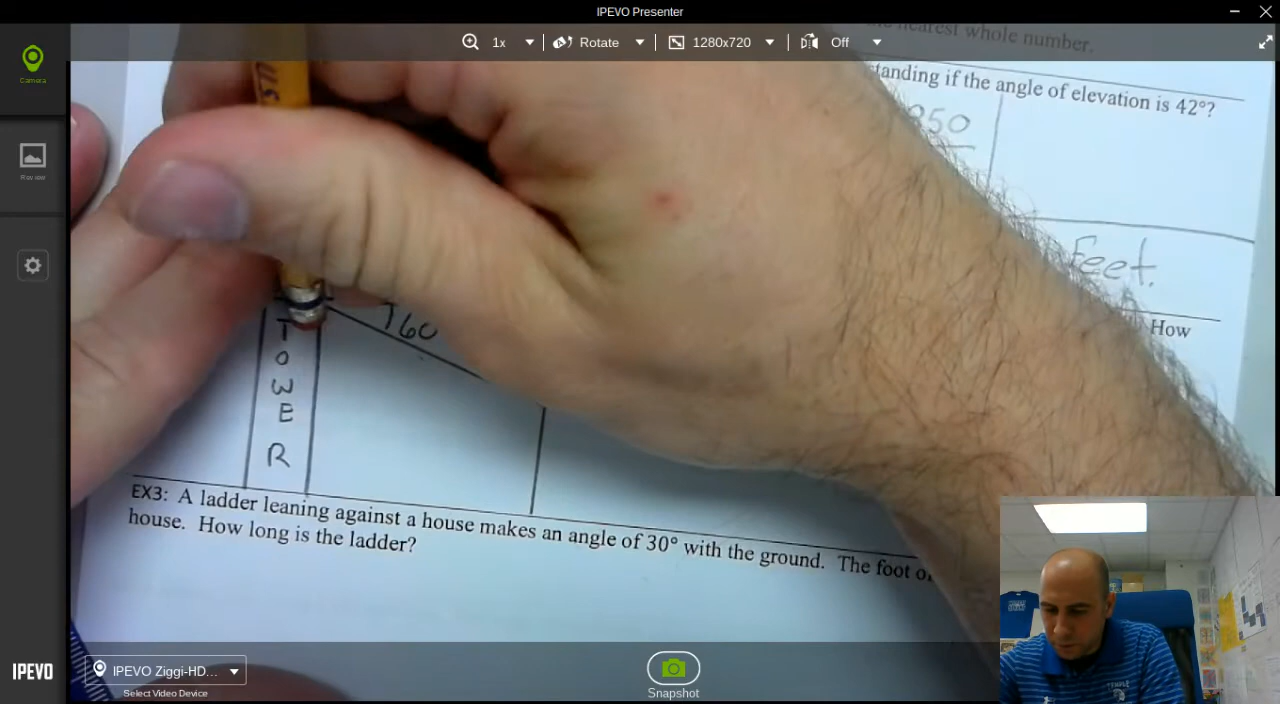 IPEVO Presenter
Camera
1x
Rotate
1280x720
Off
nearest whole number.
standing if the angle of elevation is 42°?
Review
Feet.
How
760
TOWER
EX3: A ladder leaning against a house makes an angle of 30° with the ground. The foot of
house. How long is the ladder?
IPEVO
IPEVO Ziggi-HD...
Select Video Device
Snapshot